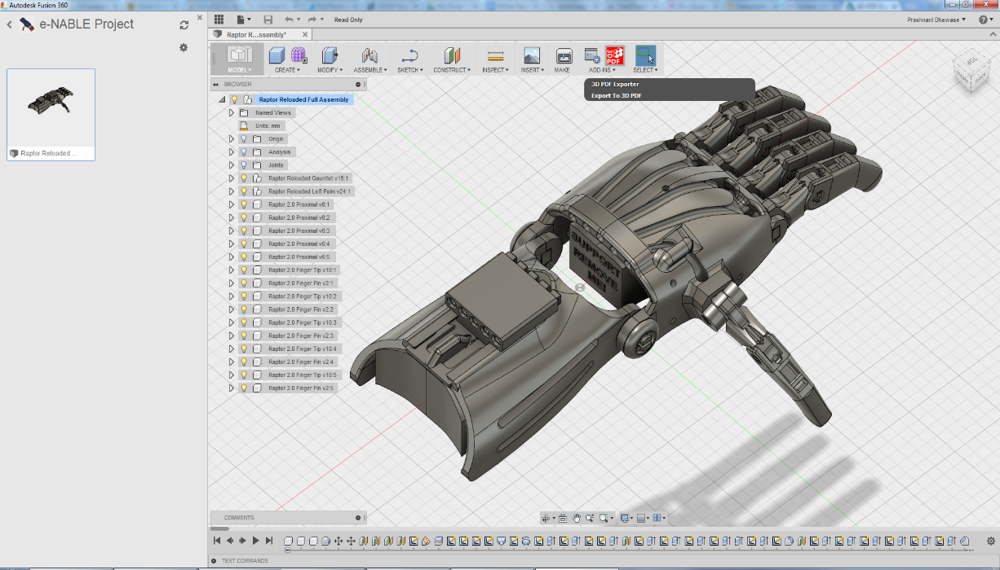 Autodesk Fusion 360
e-NABLE Project
Read Only
Prashnant Dhawase
Raptor R...ssembly*
MODEL
CREATE
MODIFY
ASSEMBLE
SKETCH
CONSTRUCT
INSPECT
INSERT
MAKE
ADD-INS
SELECT
PDF
TOP
FRONT
BROWSER
3D PDF Exporter
Export To 3D PDF
Raptor Reloaded Full Assembly
Named Views
Units: mm
Origin
Analysis
Joints
Raptor Reloaded Gauntlet v15:1
Raptor Reloaded Left Palm v24:1
Raptor 2.0 Proximal v6:1
Raptor 2.0 Proximal v6:2
Raptor 2.0 Proximal v6:3
Raptor 2.0 Proximal v6:4
Raptor 2.0 Proximal v6:5
Raptor 2.0 Finger Tip v10:1
Raptor 2.0 Finger Pin v2:1
Raptor 2.0 Finger Tip v10:2
Raptor 2.0 Finger Pin v2:2
Raptor 2.0 Finger Tip v10:3
Raptor 2.0 Finger Pin v2:3
Raptor 2.0 Finger Tip v10:4
Raptor 2.0 Finger Pin v2:4
Raptor 2.0 Finger Tip v10:5
Raptor 2.0 Finger Pin v2:5
Raptor Reloaded ...
SUPPORT
REMOVE
ME!
COMMENTS
TEXT COMMANDS